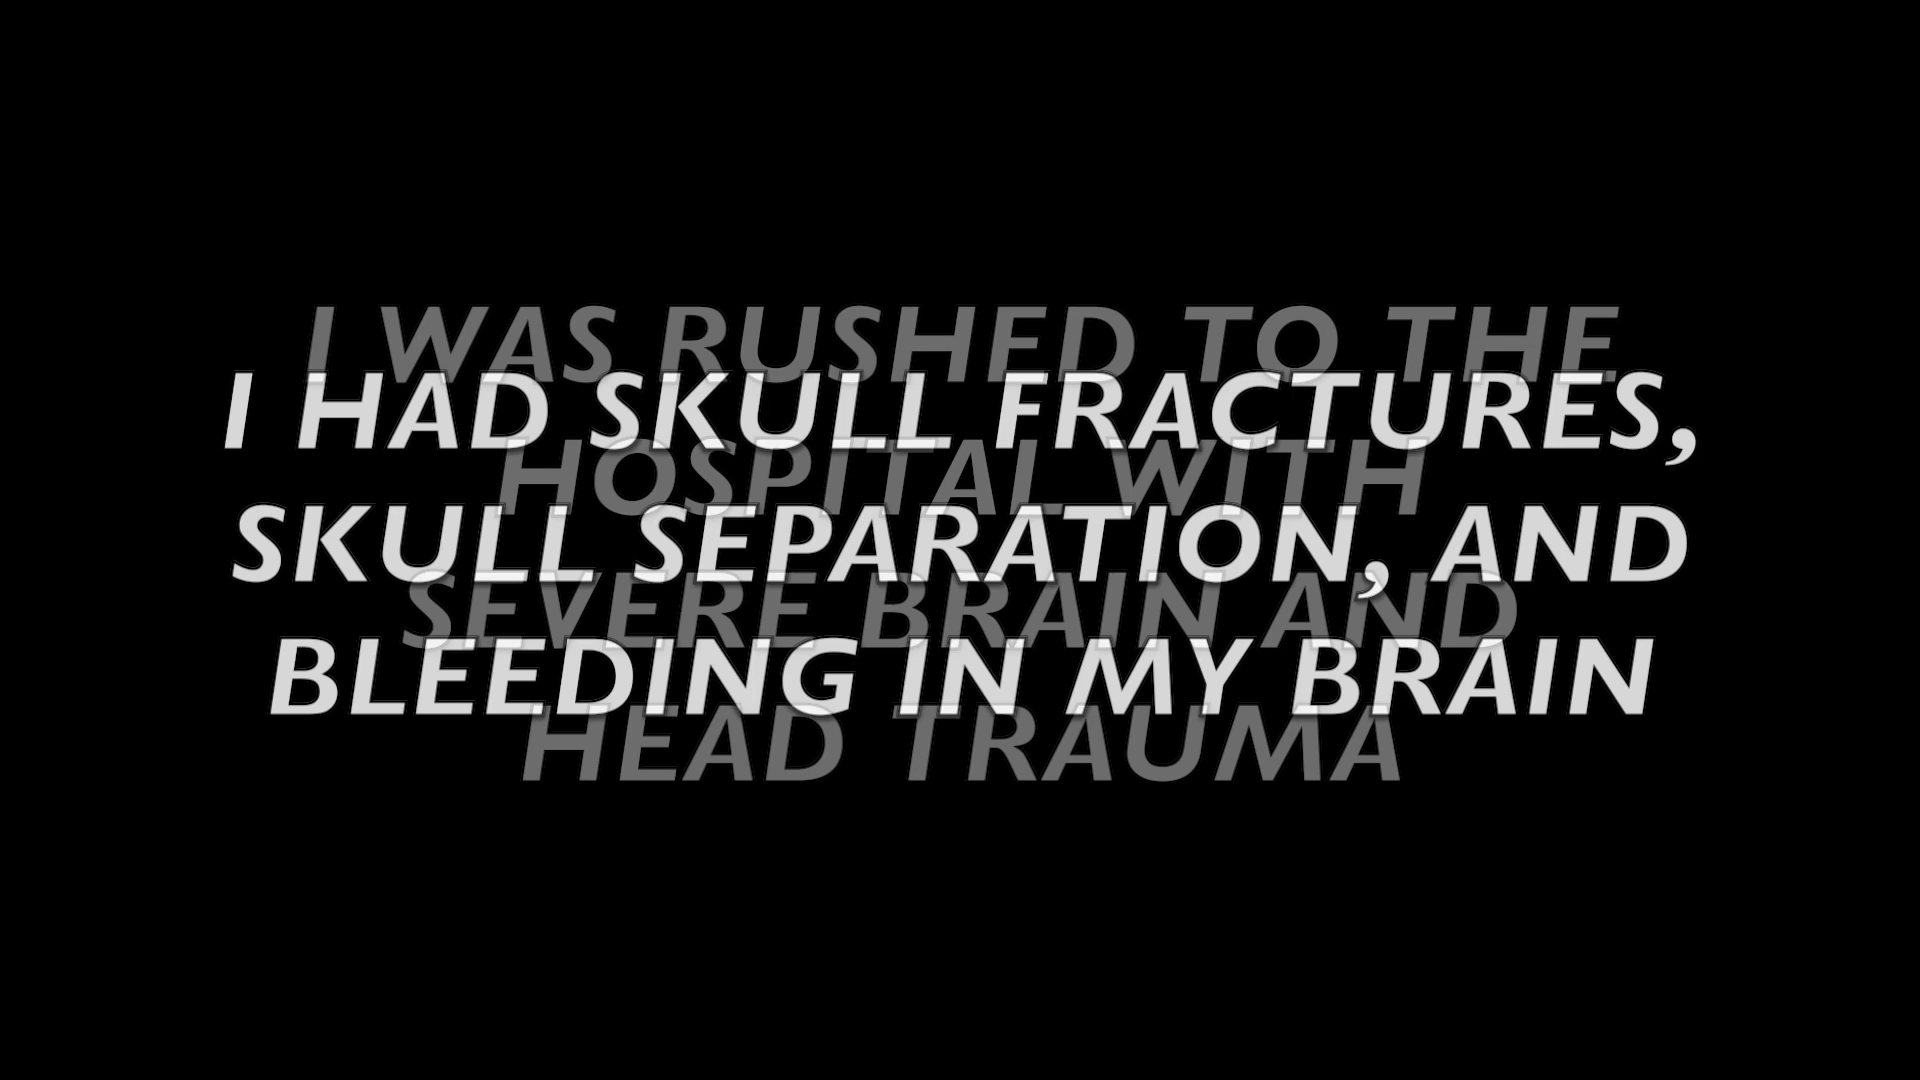 I WAS RUSHED TO THE
HOSPITAL WITH
SEVERE BRAIN AND
HEAD TRAUMA
I HAD SKULL FRACTURES,
SKULL SEPARATION, AND
BLEEDING IN MY BRAIN